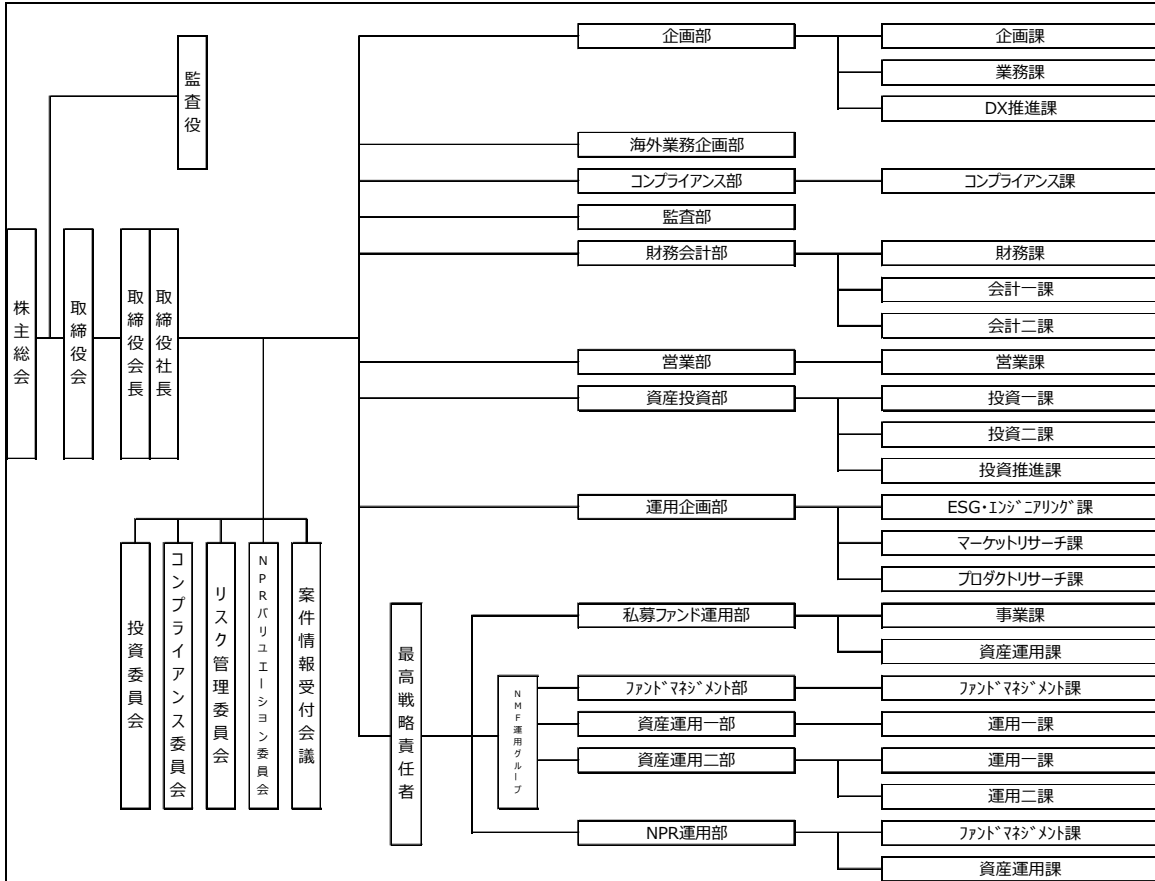 監査役
株主総会
取締役会
取締役会長
取締役社長
投資委員会
コンプライアンス委員会
リスク管理委員会
NPRバリュエーション委員会
案件情報受付会議
企画部
企画課
業務課
DX推進課
海外業務企画部
コンプライアンス部
コンプライアンス課
監査部
財務会計部
財務課
会計一課
会計二課
営業部
営業課
資産投資部
投資一課
投資二課
投資推進課
運用企画部
ESG・ｴﾝｼﾞﾆｱﾘﾝｸﾞ課
マーケットリサーチ課
プロダクトリサーチ課
最高戦略責任者
私募ファンド運用部
事業課
資産運用課
NMF運用グループ
ﾌｧﾝﾄﾞﾏﾈｼﾞﾒﾝﾄ部
ﾌｧﾝﾄﾞﾏﾈｼﾞﾒﾝﾄ課
資産運用一部
運用一課
資産運用二部
運用一課
運用二課
NPR運用部
ﾌｧﾝﾄﾞﾏﾈｼﾞﾒﾝﾄ課
資産運用課